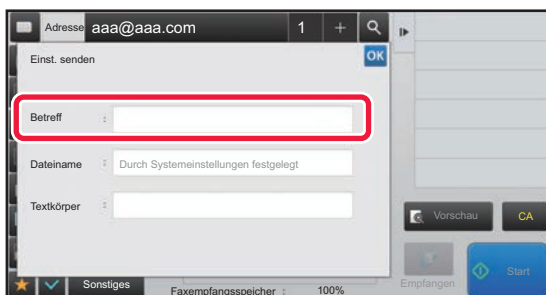 Adresse aaa@aaa.com 1 +
Einst. senden OK
Betreff :
Dateiname : Durch Systemeinstellungen festgelegt
Textkörper :
Vorschau CA
Sonstiges
Faxempfangsspeicher : 100%
Empfangen Start